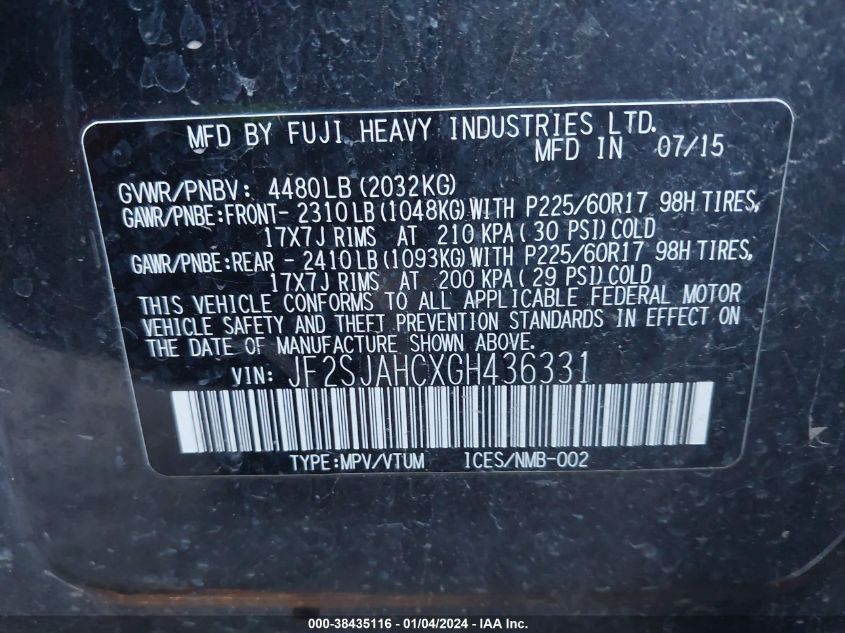 MFD BY FUJI HEAVY INDUSTRIES LTD.
MFD IN 07/15
GVWR/PNBV: 4480LB(2032KG)
GAWR/PNBE:FRONT- 2310LB(1048KG)WITH P225/60R17 98H TIRES,
17X7J RIMS AT 210 KPA( 30 PSI)COLD
GAWR/PNBE:REAR - 2410LB(1093KG)WITH P225/60R17 98H TIRES,
17X7J RIMS AT 200 KPA( 29 PSI)COLD
THIS VEHICLE CONFORMS TO ALL APPLICABLE FEDERAL MOTOR
VEHICLE SAFETY AND THEFT PREVENTION STANDARDS IN EFFECT ON
THE DATE OF MANUFACTURE SHOWN ABOVE.
VIN: JF2SJAHCXGH436331
TYPE:MPV/VTUM ICES/NMB-002
000-38435116 - 01/04/2024 - IAA Inc.